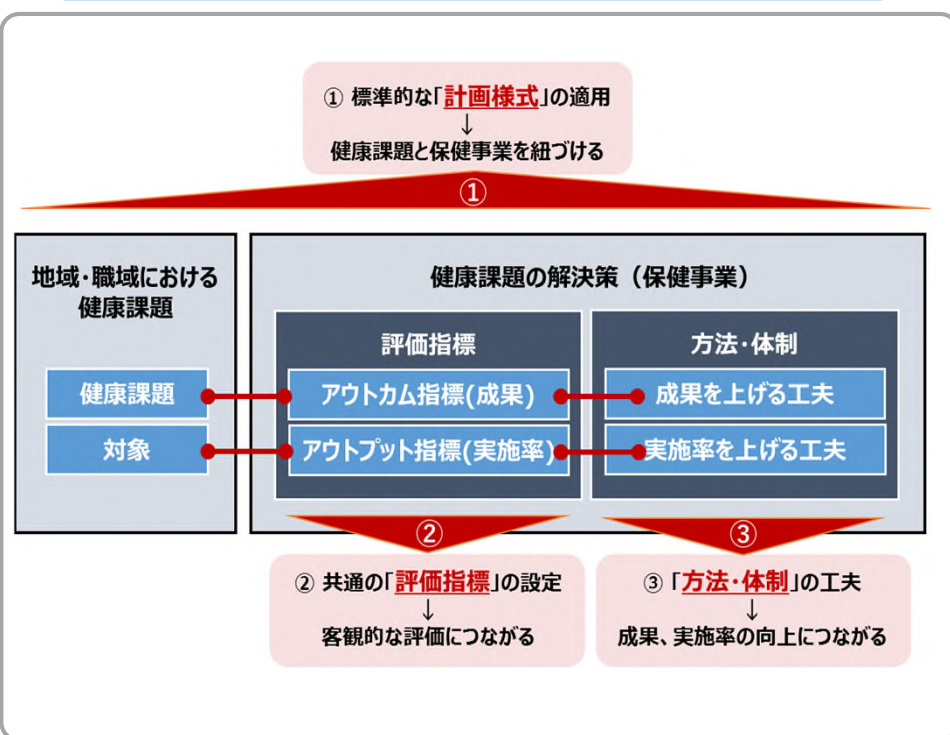 ① 標準的な「計画様式」の適用
↓
健康課題と保健事業を紐づける
①
地域・職域における
健康課題
健康課題
対象
健康課題の解決策（保健事業）
評価指標
アウトカム指標(成果)
アウトプット指標(実施率)
方法・体制
成果を上げる工夫
実施率を上げる工夫
②
③
② 共通の「評価指標」の設定
↓
客観的な評価につながる
③「方法・体制」の工夫
↓
成果、実施率の向上につながる